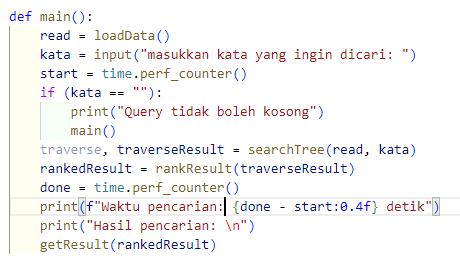 def main():
    read = loadData()
    kata = input("masukkan kata yang ingin dicari: ")
    start = time.perf_counter()
    if (kata == ""):
        print("Query tidak boleh kosong")
        main()
    traverse, traverseResult = searchTree(read, kata)
    rankedResult = rankResult(traverseResult)
    done = time.perf_counter()
    print(f"Waktu pencarian: {done - start:0.4f} detik")
    print("Hasil pencarian: \n")
    getResult(rankedResult)